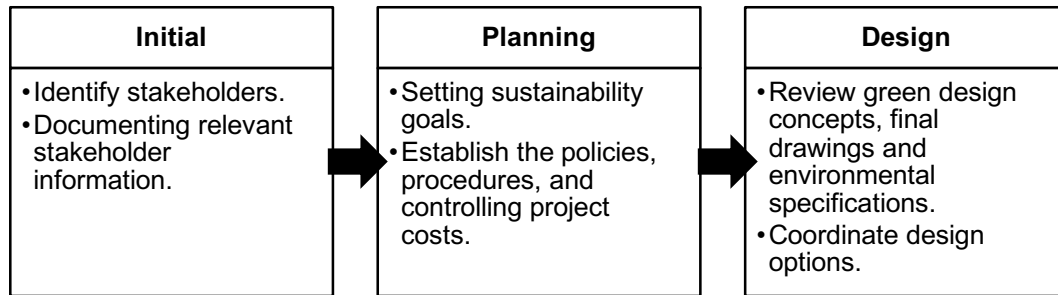 Initial
•Identify stakeholders.
•Documenting relevant
stakeholder
information.
Planning
•Setting sustainability
goals.
•Establish the policies,
procedures, and
controlling project
costs.
Design
•Review green design
concepts, final
drawings and
environmental
specifications.
•Coordinate design
options.